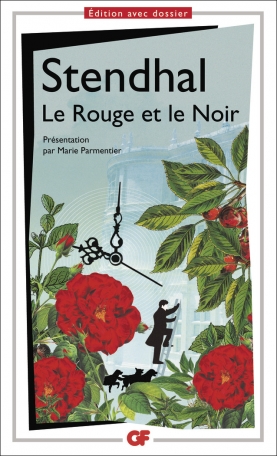 Édition avec dossier
Stendhal
Le Rouge et le Noir
Présentation
par Marie Parmentier
GF